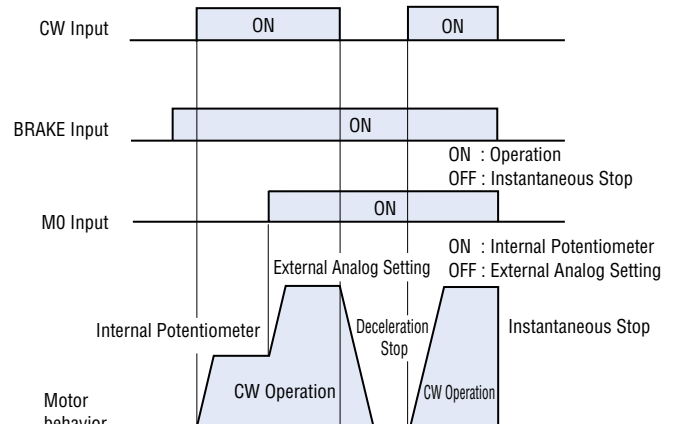 CW Input
ON
ON
BRAKE Input
ON
ON : Operation
OFF : Instantaneous Stop
M0 Input
ON
ON : Internal Potentiometer
OFF : External Analog Setting
External Analog Setting
Internal Potentiometer
Deceleration
Stop
Instantaneous Stop
CW Operation
CW Operation
Motor
behavior